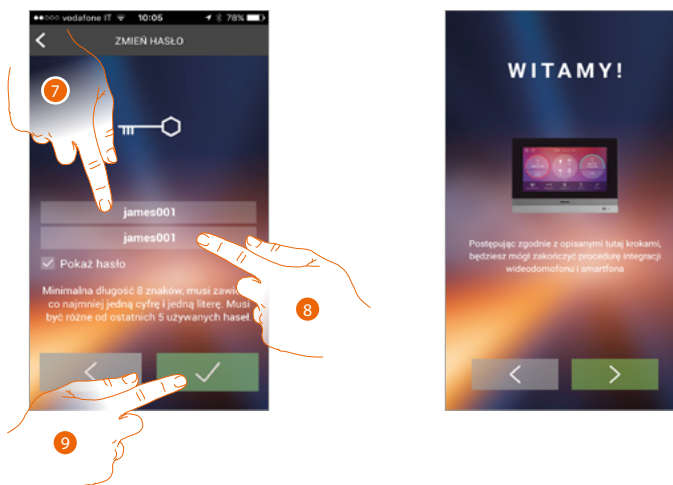 vodafone IT 10:05 78%
ZMIEŃ HASŁO
7
james001
james001
Pokaż hasło
Minimalna długość 8 znaków, musi
co najmniej jedną cyfrę i jedną literę. Musi
być różne od ostatnich 5 używanych haseł.
8
9
WITAMY!
Postępując zgodnie z opisanymi tutaj krokami,
będziesz mógł zakończyć procedurę integracji
wideodomofonu i smartfona